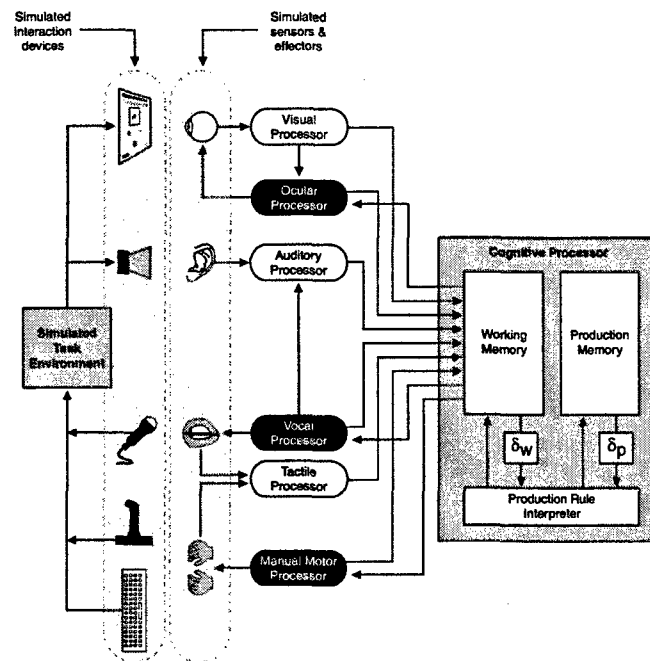 Simulated
Interaction
devices
Simulated
sensors &
effectors
Visual
Processor
Ocular
Processor
Auditory
Processor
Cognitive Processor
Working
Memory
Production
Memory
Simulated
Task
Environment
Vocal
Processor
δw
δp
Tactile
Processor
Production Rule
Interpreter
Manual Motor
Processor